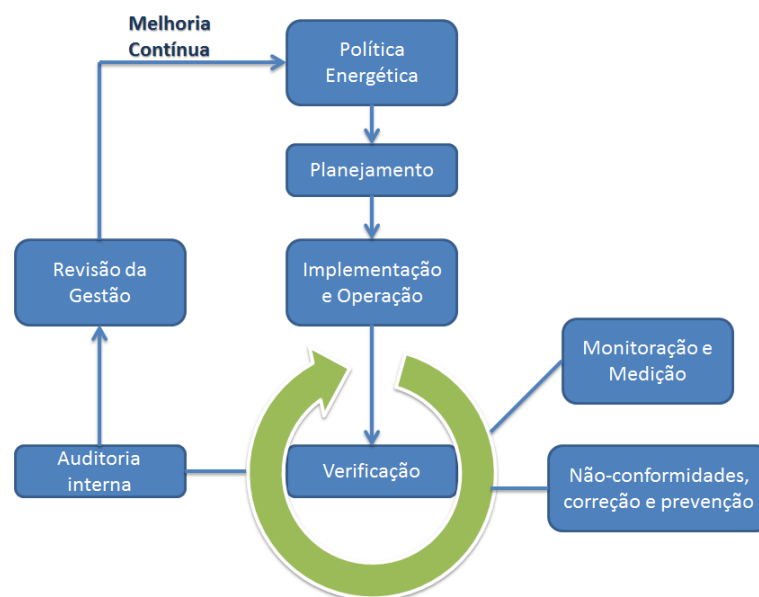 Melhoria
Contínua
Política
Energética
Planejamento
Implementação
e Operação
Revisão da
Gestão
Monitoração e
Medição
Auditoria
interna
Verificação
Não-conformidades,
correção e prevenção